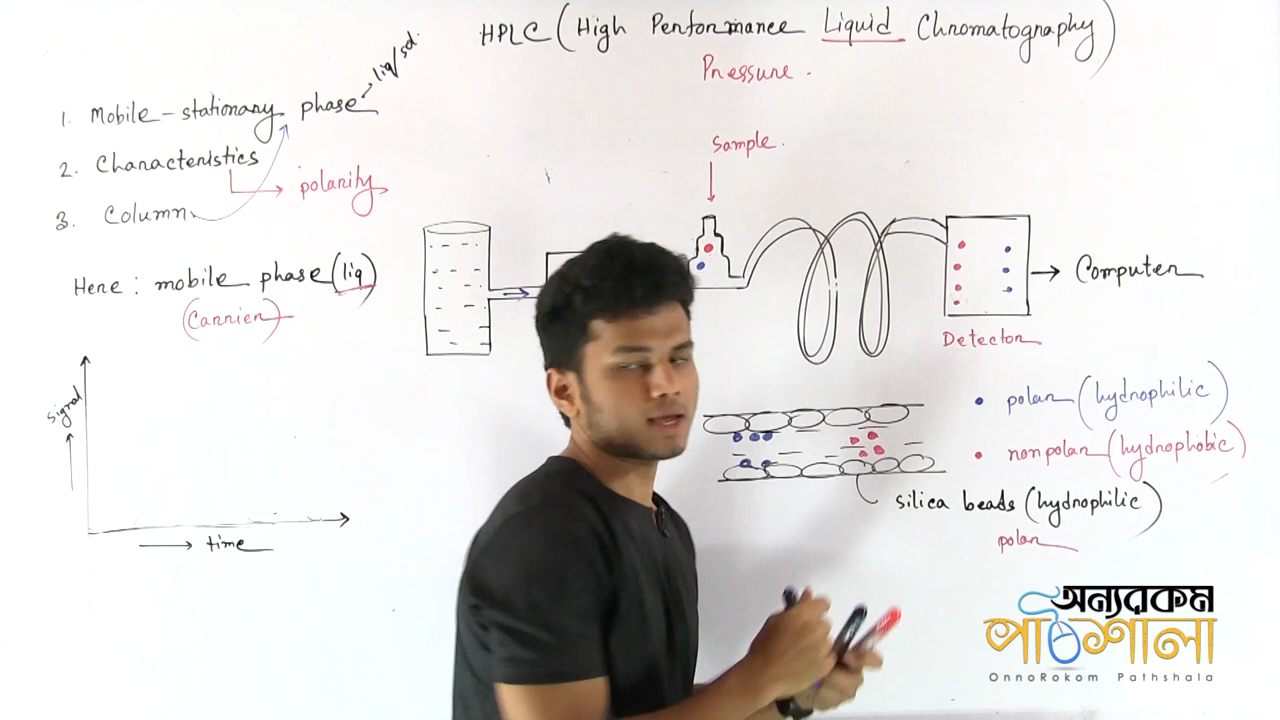 HPLC (High Performance Liquid Chromatography)
Pressure.
1. Mobile - stationary phase → liq/sd.
2. Characteristics
→ polarity
3. Column
Sample.
Here: mobile phase (liq)
(Carrier)
→ Computer
Detector
signal
→ time
• polar (hydrophilic)
• nonpolar (hydrophobic)
silica beads (hydrophilic)
polar
অন্যরকম
পাঠশালা
OnnoRokom Pathshala